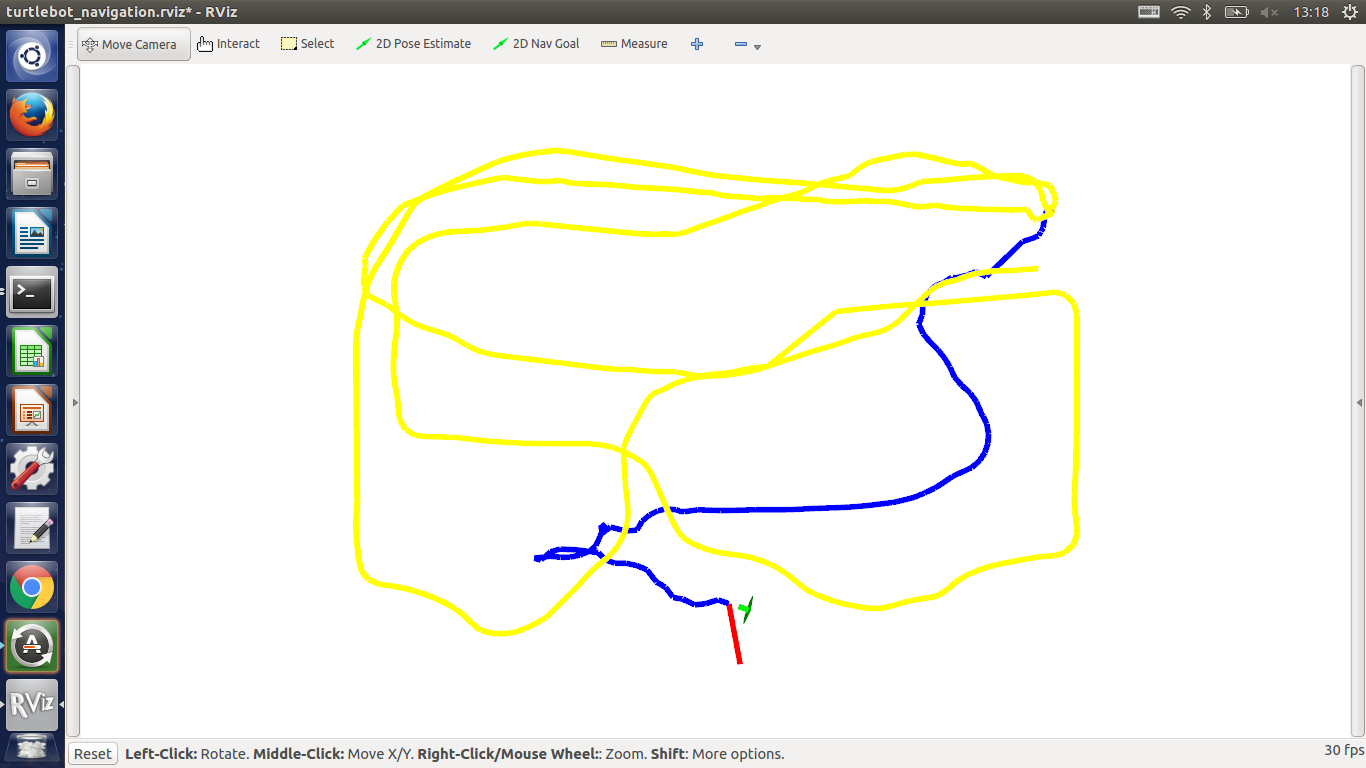 turtlebot_navigation.rviz* - RViz
13:18
Move Camera Interact Select 2D Pose Estimate 2D Nav Goal Measure
RViz
Reset Left-Click: Rotate. Middle-Click: Move X/Y. Right-Click/Mouse Wheel:: Zoom. Shift: More options.
30 fps